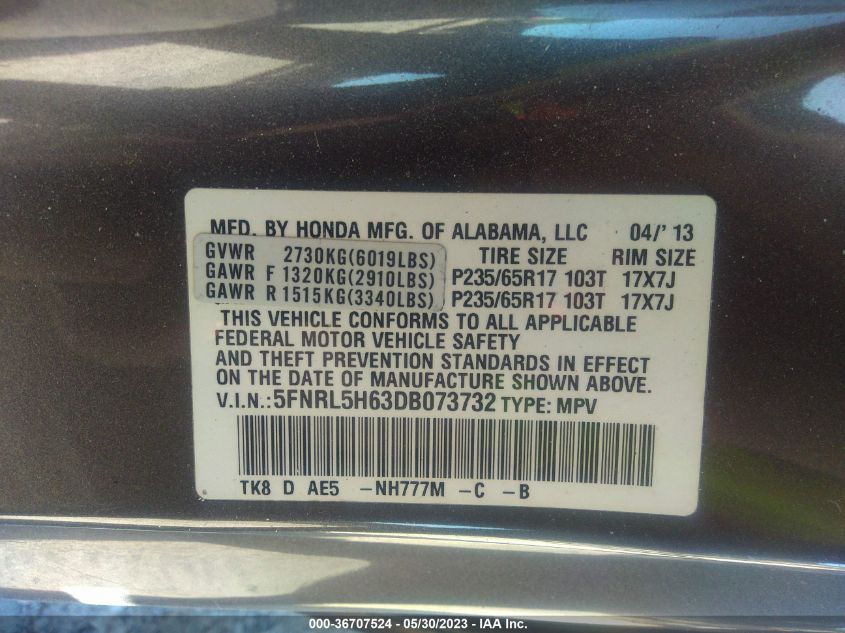 MFD. BY HONDA MFG. OF ALABAMA, LLC 04/'13
GVWR 2730KG(6019LBS) TIRE SIZE RIM SIZE
GAWR F 1320KG(2910LBS) P235/65R17 103T 17X7J
GAWR R 1515KG(3340LBS) P235/65R17 103T 17X7J
THIS VEHICLE CONFORMS TO ALL APPLICABLE
FEDERAL MOTOR VEHICLE SAFETY
AND THEFT PREVENTION STANDARDS IN EFFECT
ON THE DATE OF MANUFACTURE SHOWN ABOVE.
V.I.N.:5FNRL5H63DB073732 TYPE: MPV
TK8 D AE5 -NH777M -C -B
000-36707524 - 05/30/2023 - IAA Inc.